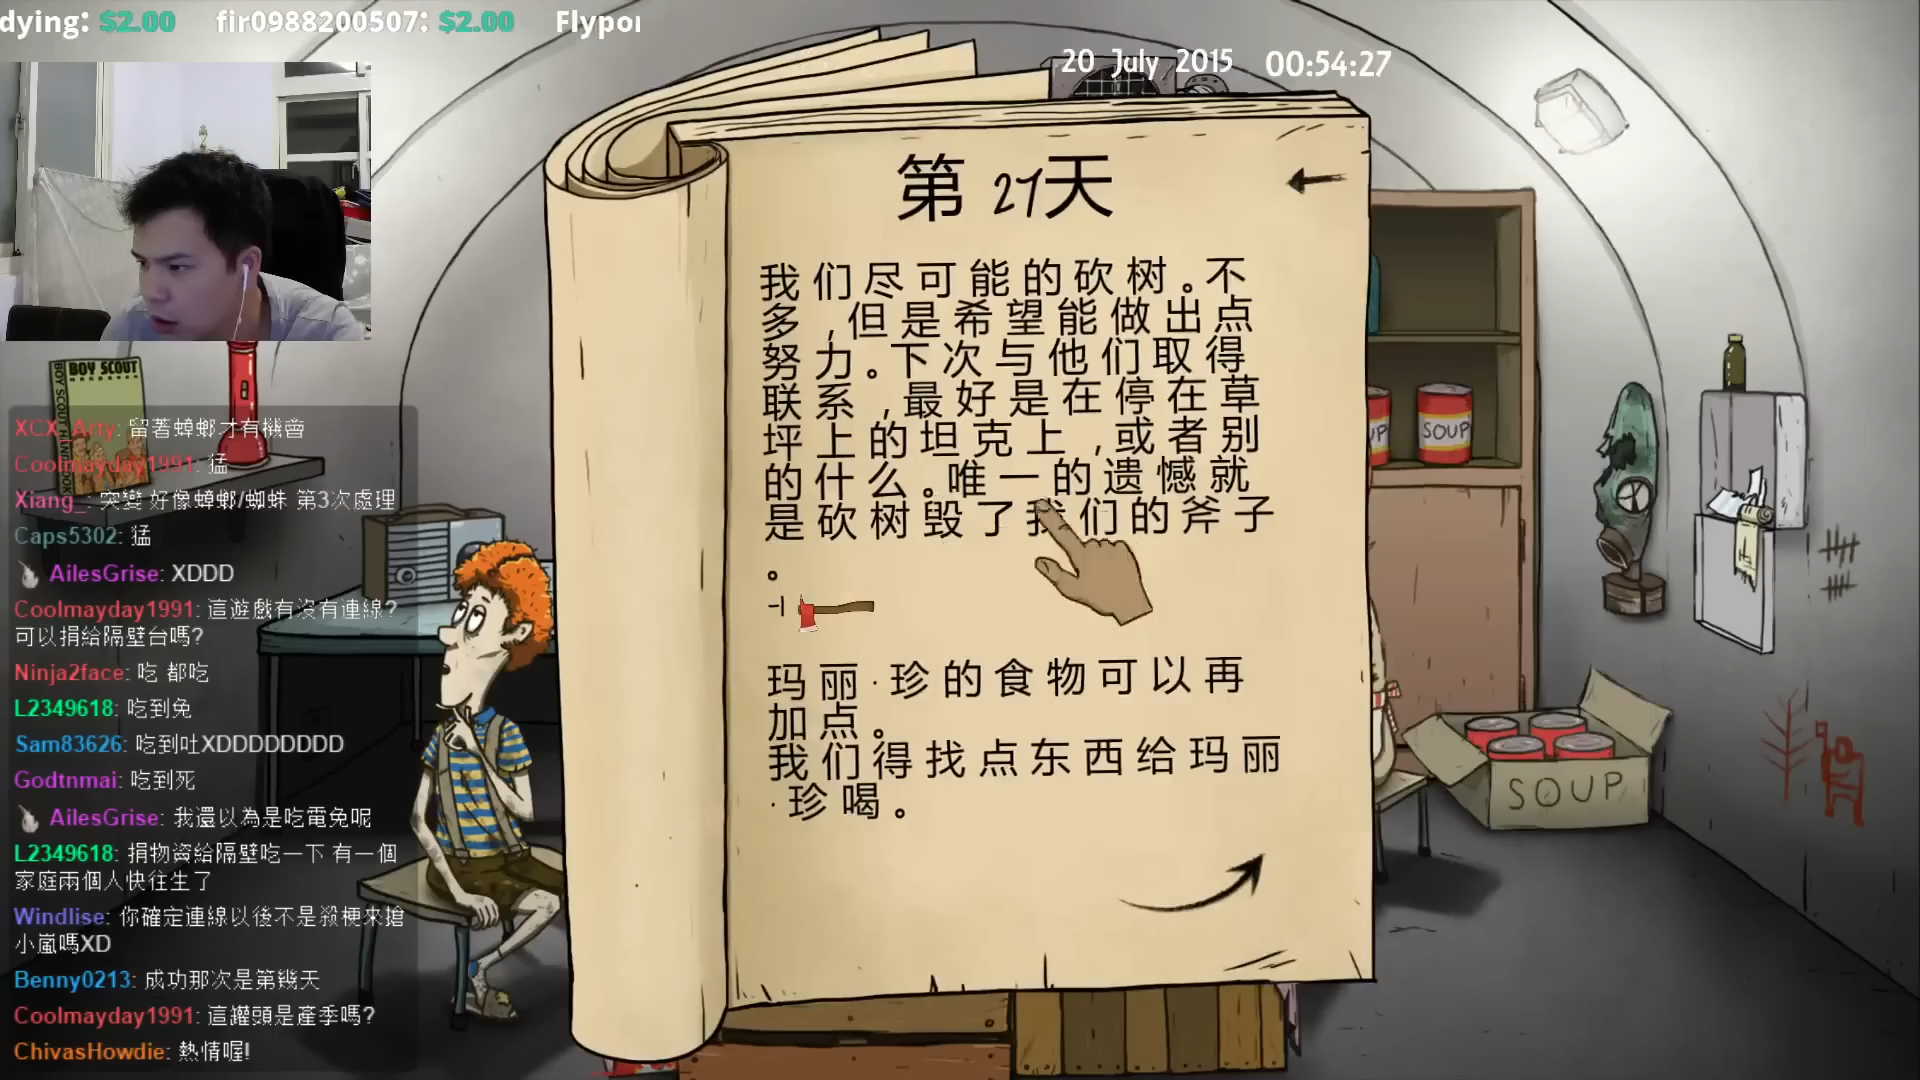 dying: $2.00 fir0988200507: $2.00 Flypoi
20 July 2015 00:54:27
第 21天
我们尽可能的砍树。不
多,但是希望能做出点
努力。下次与他们取得
联系,最好是在停在草
坪上的坦克上,或者别
的什么。唯一的遗憾就
是砍树毁了我们的斧子
。
-1
玛丽·珍的食物可以再
加点。
我们得找点东西给玛丽
·珍喝。
BOY SCOUT
SOUP
SOUP
XCX_Arty: 留著蟑螂才有機會
Coolmayday1991: 猛
Xiang_: 突變 好像蟑螂/蜘蛛 第3次處理
Caps5302: 猛
AilesGrise: XDDD
Coolmayday1991: 這遊戲有沒有連線?
可以捐給隔壁台嗎?
Ninja2face: 吃 都吃
L2349618: 吃到免
Sam83626: 吃到吐XDDDDDDDD
Godtnmai: 吃到死
AilesGrise: 我還以為是吃電免呢
L2349618: 捐物資給隔壁吃一下 有一個
家庭兩個人快往生了
Windlise: 你確定連線以後不是殺梗來搶
小嵐嗎XD
Benny0213: 成功那次是第幾天
Coolmayday1991: 這罐頭是產季嗎?
ChivasHowdie: 熱情喔!